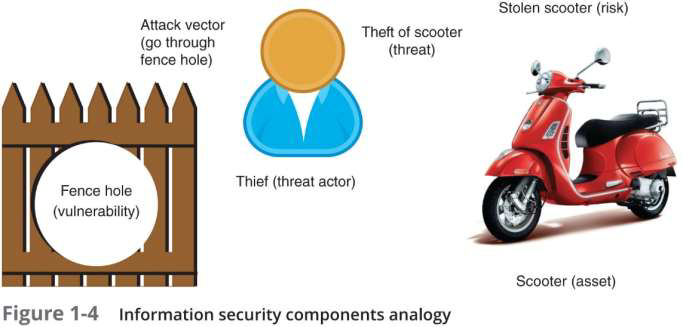 Attack vector
(go through
fence hole)
Theft of scooter
(threat)
Stolen scooter (risk)
Fence hole
(vulnerability)
Thief (threat actor)
Scooter (asset)
Figure 1-4 Information security components analogy